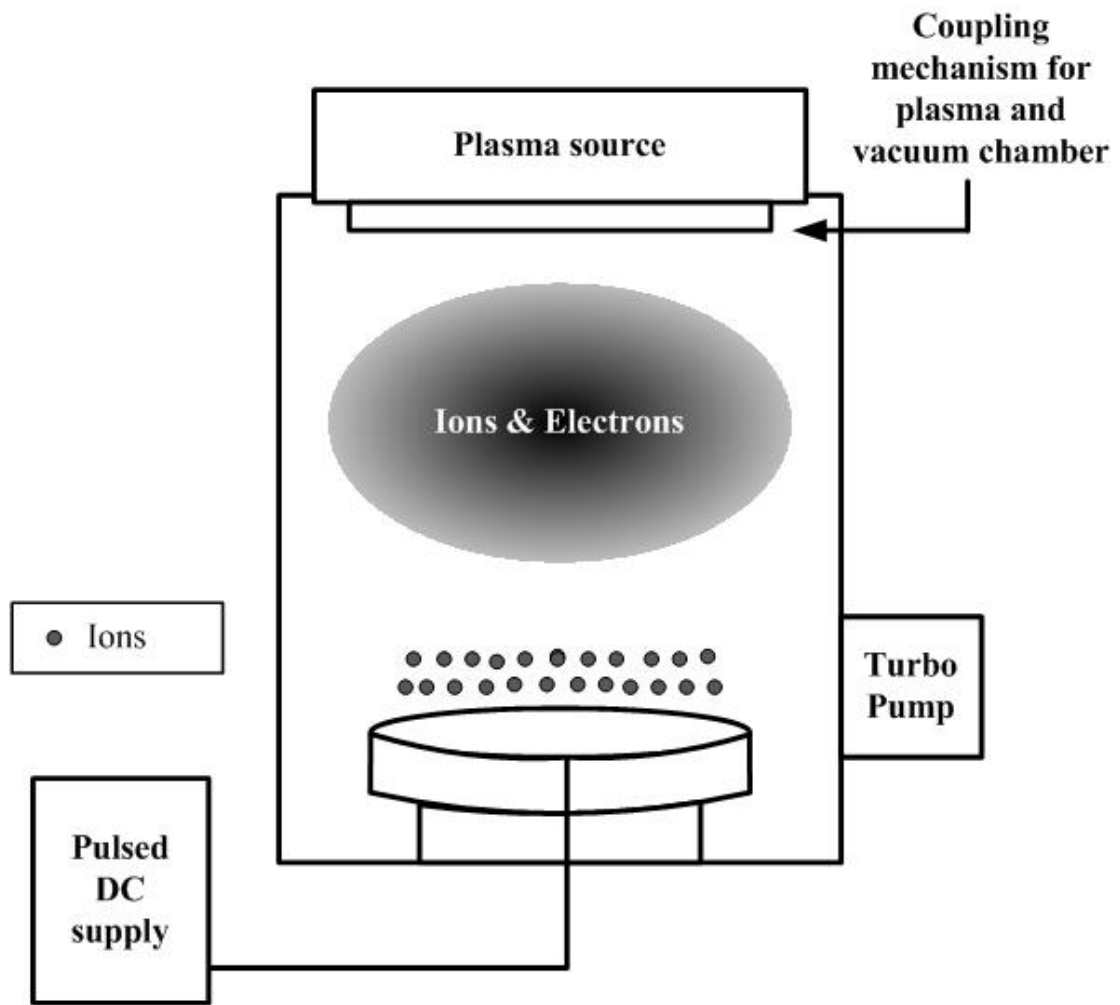 Coupling
mechanism for
plasma and
vacuum chamber
Plasma source
Ions & Electrons
Ions
Turbo
Pump
Pulsed
DC
supply